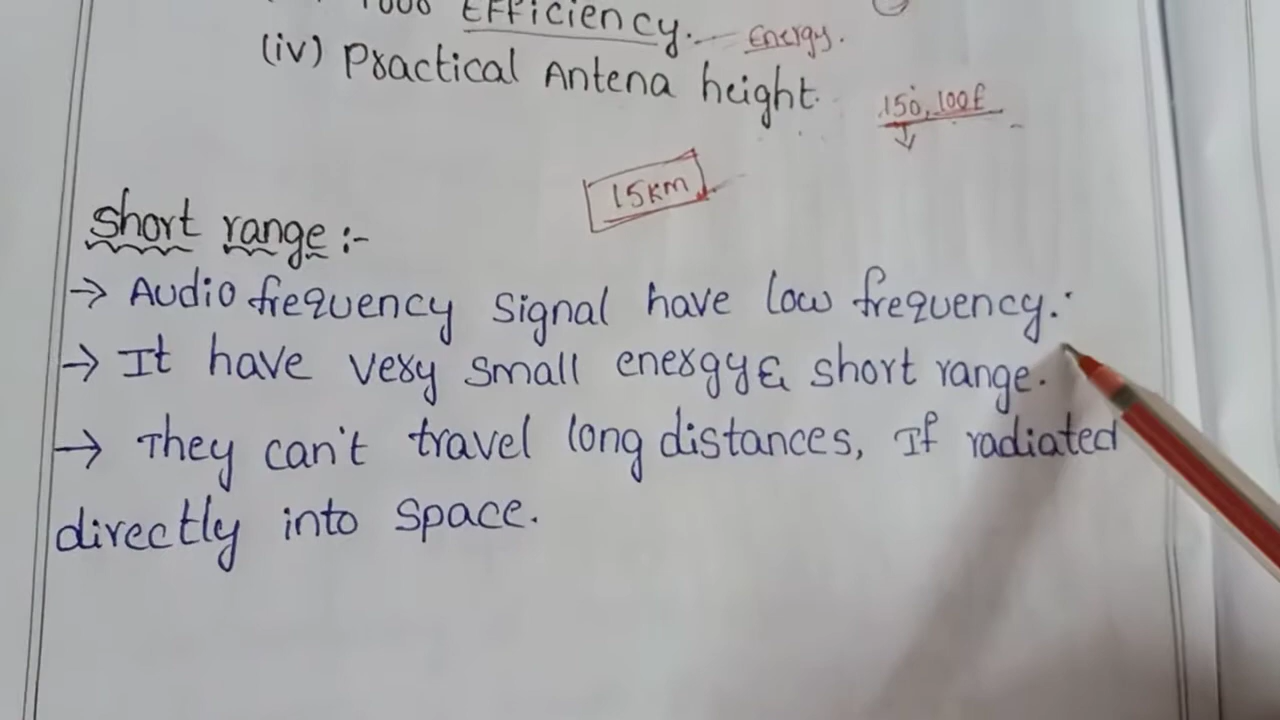 Efficiency. Energy.
(iv) Practical Antena height.
150, 100f
15km
Short range :-
→ Audio frequency signal have low frequency.
→ It have very small energy & short range.
→ They can't travel long distances, If radiated
directly into space.